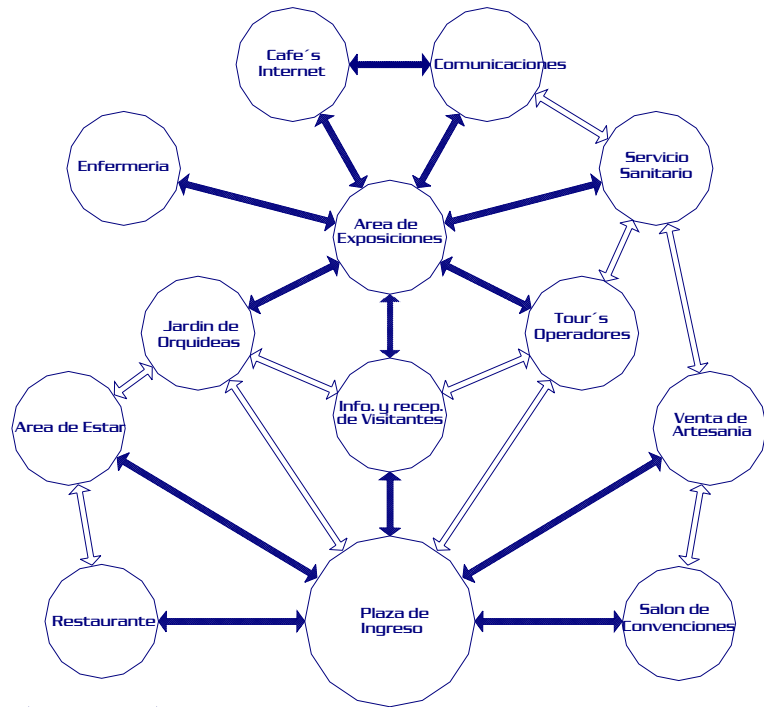 Cafe´s
Internet
Comunicaciones
Enfermeria
Servicio
Sanitario
Area de
Exposiciones
Jardin de
Orquideas
Tour´s
Operadores
Info. y recep.
de Visitantes
Area de Estar
Venta de
Artesania
Restaurante
Plaza de
Ingreso
Salon de
Convenciones